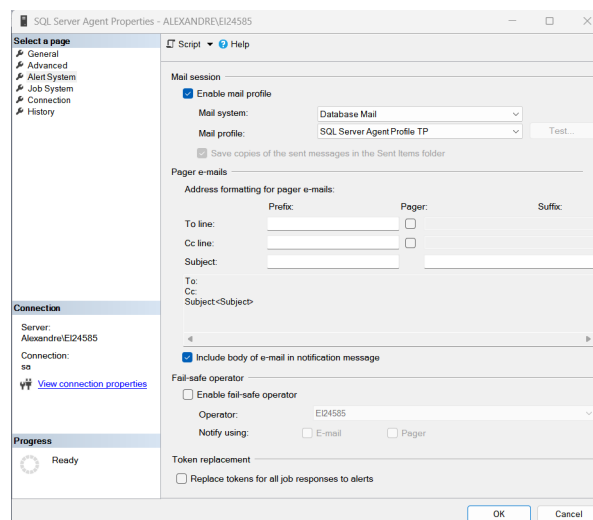 SQL Server Agent Properties - ALEXANDRE\EI24585
Select a page
General
Advanced
Alert System
Job System
Connection
History
Script Help
Mail session
Enable mail profile
Mail system: Database Mail
Mail profile: SQL Server Agent Profile TP Test...
Save copies of the sent messages in the Sent Items folder
Pager e-mails
Address formatting for pager e-mails:
Prefix: Pager: Suffix:
To line:
Cc line:
Subject:
To:
Cc:
Subject<Subject>
Include body of e-mail in notification message
Fail-safe operator
Enable fail-safe operator
Operator: EI24585
Notify using: E-mail Pager
Token replacement
Replace tokens for all job responses to alerts
Connection
Server:
Alexandre\EI24585
Connection:
sa
View connection properties
Progress
Ready
OK Cancel